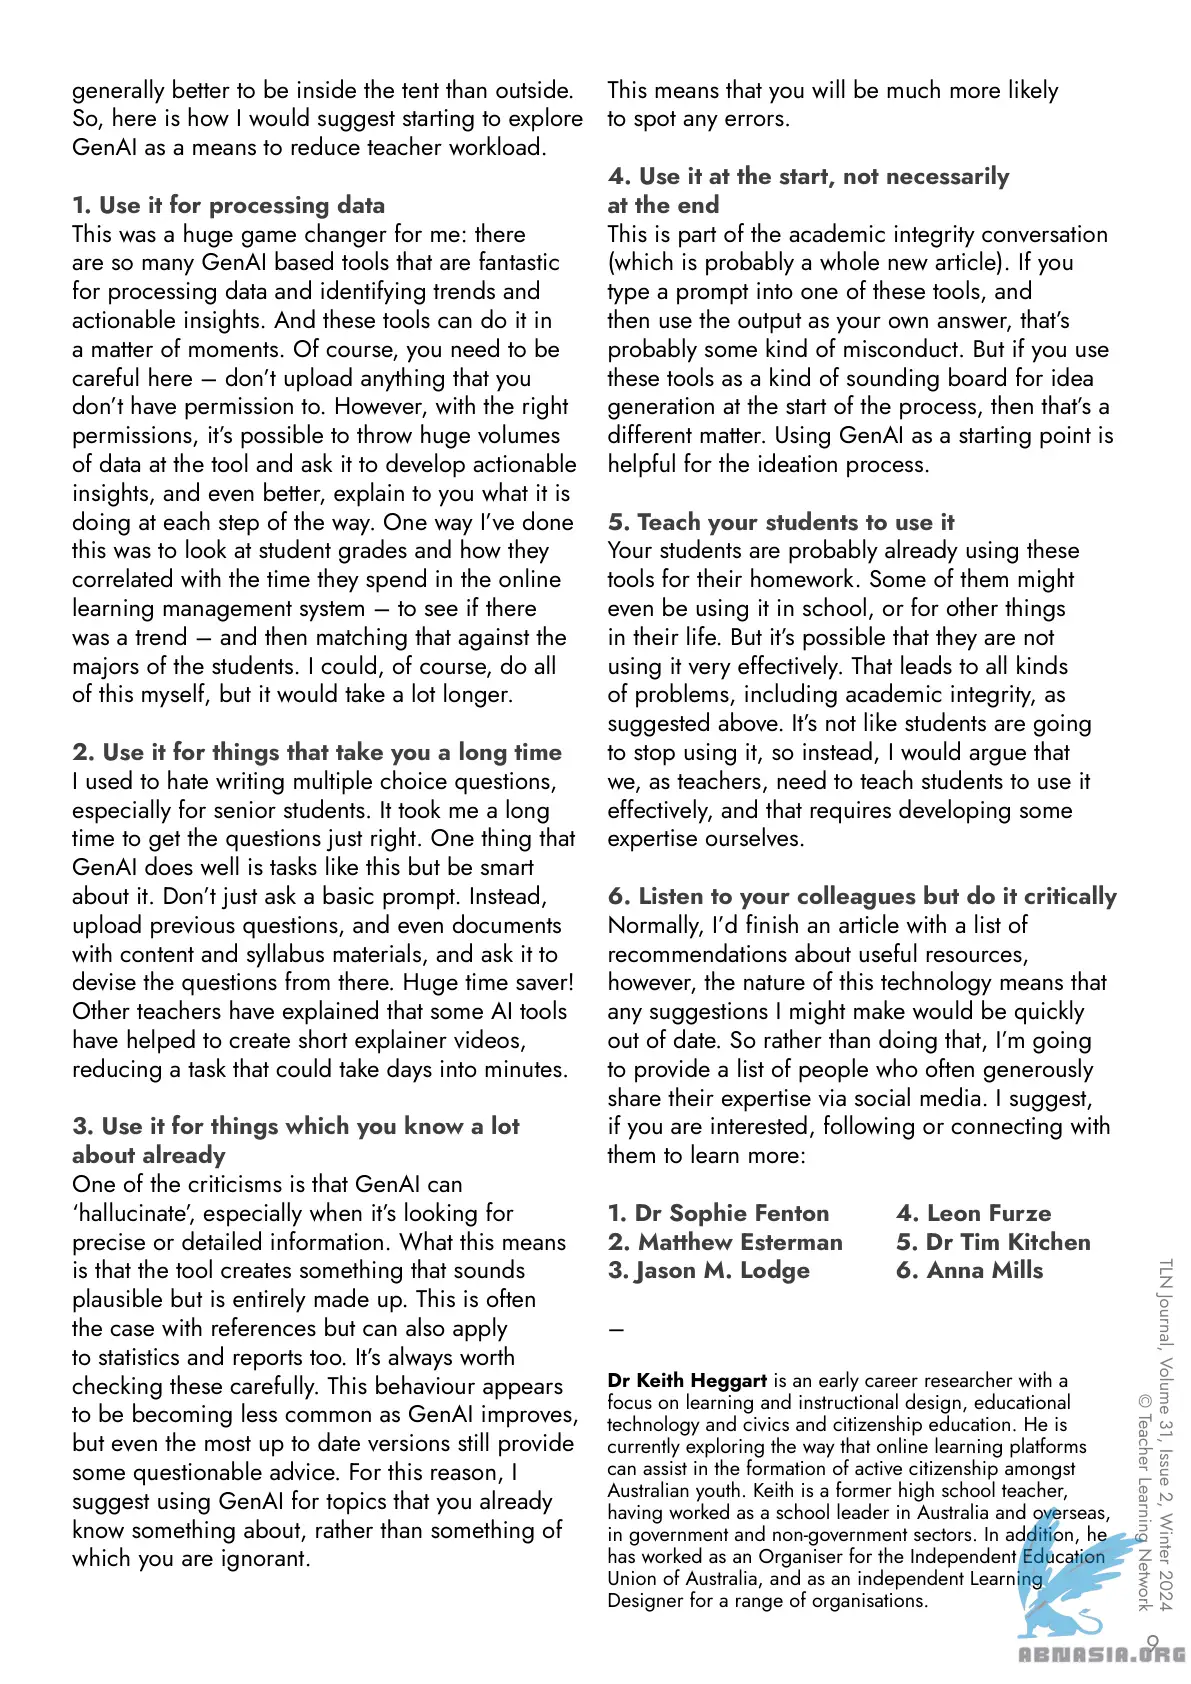 generally better to be inside the tent than outside.
So, here is how I would suggest starting to explore
GenAI as a means to reduce teacher workload.
1. Use it for processing data
This was a huge game changer for me: there
are so many GenAI based tools that are fantastic
for processing data and identifying trends and
actionable insights. And these tools can do it in
a matter of moments. Of course, you need to be
careful here – don’t upload anything that you
don’t have permission to. However, with the right
permissions, it’s possible to throw huge volumes
of data at the tool and ask it to develop actionable
insights, and even better, explain to you what it is
doing at each step of the way. One way I’ve done
this was to look at student grades and how they
correlated with the time they spend in the online
learning management system – to see if there
was a trend – and then matching that against the
majors of the students. I could, of course, do all
of this myself, but it would take a lot longer.
2. Use it for things that take you a long time
I used to hate writing multiple choice questions,
especially for senior students. It took me a long
time to get the questions just right. One thing that
GenAI does well is tasks like this but be smart
about it. Don’t just ask a basic prompt. Instead,
upload previous questions, and even documents
with content and syllabus materials, and ask it to
devise the questions from there. Huge time saver!
Other teachers have explained that some AI tools
have helped to create short explainer videos,
reducing a task that could take days into minutes.
3. Use it for things which you know a lot
about already
One of the criticisms is that GenAI can
‘hallucinate’, especially when it’s looking for
precise or detailed information. What this means
is that the tool creates something that sounds
plausible but is entirely made up. This is often
the case with references but can also apply
to statistics and reports too. It’s always worth
checking these carefully. This behaviour appears
to be becoming less common as GenAI improves,
but even the most up to date versions still provide
some questionable advice. For this reason, I
suggest using GenAI for topics that you already
know something about, rather than something of
which you are ignorant.
This means that you will be much more likely
to spot any errors.
4. Use it at the start, not necessarily
at the end
This is part of the academic integrity conversation
(which is probably a whole new article). If you
type a prompt into one of these tools, and
then use the output as your own answer, that’s
probably some kind of misconduct. But if you use
these tools as a kind of sounding board for idea
generation at the start of the process, then that’s a
different matter. Using GenAI as a starting point is
helpful for the ideation process.
5. Teach your students to use it
Your students are probably already using these
tools for their homework. Some of them might
even be using it in school, or for other things
in their life. But it’s possible that they are not
using it very effectively. That leads to all kinds
of problems, including academic integrity, as
suggested above. It’s not like students are going
to stop using it, so instead, I would argue that
we, as teachers, need to teach students to use it
effectively, and that requires developing some
expertise ourselves.
6. Listen to your colleagues but do it critically
Normally, I’d finish an article with a list of
recommendations about useful resources,
however, the nature of this technology means that
any suggestions I might make would be quickly
out of date. So rather than doing that, I’m going
to provide a list of people who often generously
share their expertise via social media. I suggest,
if you are interested, following or connecting with
them to learn more:
1. Dr Sophie Fenton
2. Matthew Esterman
3. Jason M. Lodge
4. Leon Furze
5. Dr Tim Kitchen
6. Anna Mills
–
Dr Keith Heggart is an early career researcher with a
focus on learning and instructional design, educational
technology and civics and citizenship education. He is
currently exploring the way that online learning platforms
can assist in the formation of active citizenship amongst
Australian youth. Keith is a former high school teacher,
having worked as a school leader in Australia and overseas,
in government and non-government sectors. In addition, he
has worked as an Organiser for the Independent Education
Union of Australia, and as an independent Learning
Designer for a range of organisations.
TLN Journal, Volume 31, Issue 2, Winter 2024
© Teacher Learning Network
9
ABNASIA.ORG